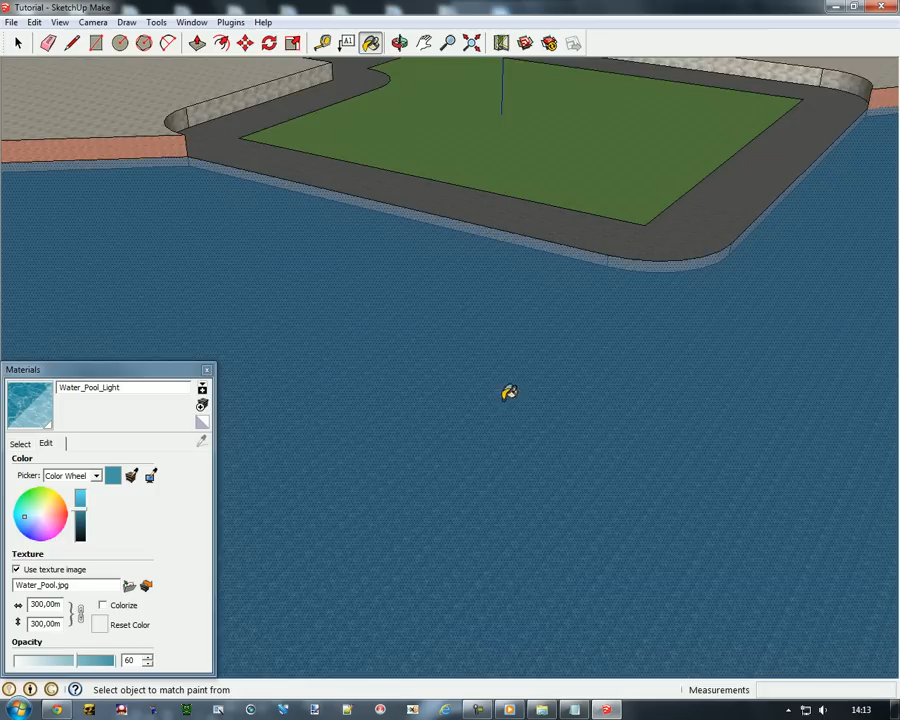 Tutorial - SketchUp Make
File Edit View Camera Draw Tools Window Plugins Help
A1
Materials
Water_Pool_Light
Select Edit
Color
Picker: Color Wheel
Texture
Use texture image
Water_Pool.jpg
300,00m Colorize
300,00m Reset Color
Opacity
60
Select object to match paint from Measurements
14:13